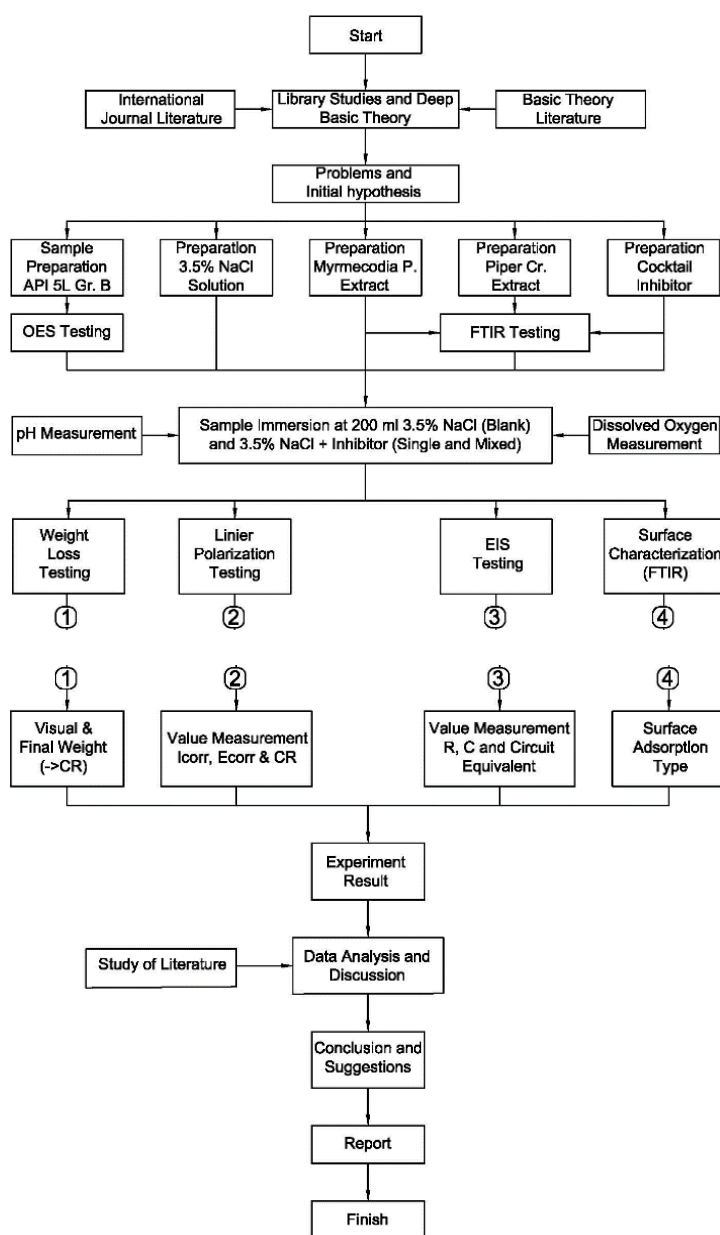 Start
International
Journal Literature
Library Studies and Deep
Basic Theory
Basic Theory
Literature
Problems and
Initial hypothesis
Sample
Preparation
API 5L Gr. B
Preparation
3.5% NaCl
Solution
Preparation
Myrmecodia P.
Extract
Preparation
Piper Cr.
Extract
Preparation
Cocktail
Inhibitor
OES Testing
FTIR Testing
pH Measurement
Sample Immersion at 200 ml 3.5% NaCl (Blank)
and 3.5% NaCl + Inhibitor (Single and Mixed)
Dissolved Oxygen
Measurement
Weight
Loss
Testing
Linier
Polarization
Testing
EIS
Testing
Surface
Characterization
(FTIR)
1
2
3
4
1
2
3
4
Visual &
Final Weight
(->CR)
Value Measurement
Icorr, Ecorr & CR
Value Measurement
R, C and Circuit
Equivalent
Surface
Adsorption
Type
Experiment
Result
Study of Literature
Data Analysis and
Discussion
Conclusion and
Suggestions
Report
Finish